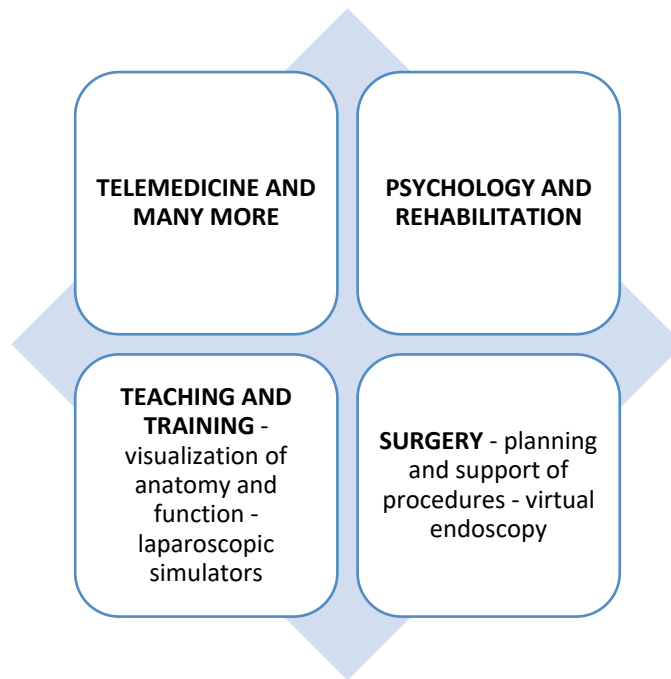 TELEMEDICINE AND
MANY MORE
PSYCHOLOGY AND
REHABILITATION
TEACHING AND
TRAINING -
visualization of
anatomy and
function -
laparoscopic
simulators
SURGERY - planning
and support of
procedures - virtual
endoscopy